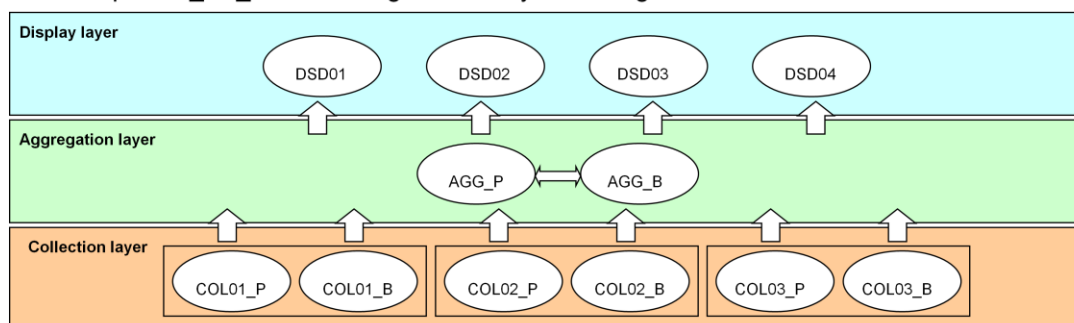 Display layer
DSD01 DSD02 DSD03 DSD04
Aggregation layer
AGG_P AGG_B
Collection layer
COL01_P COL01_B COL02_P COL02_B COL03_P COL03_B